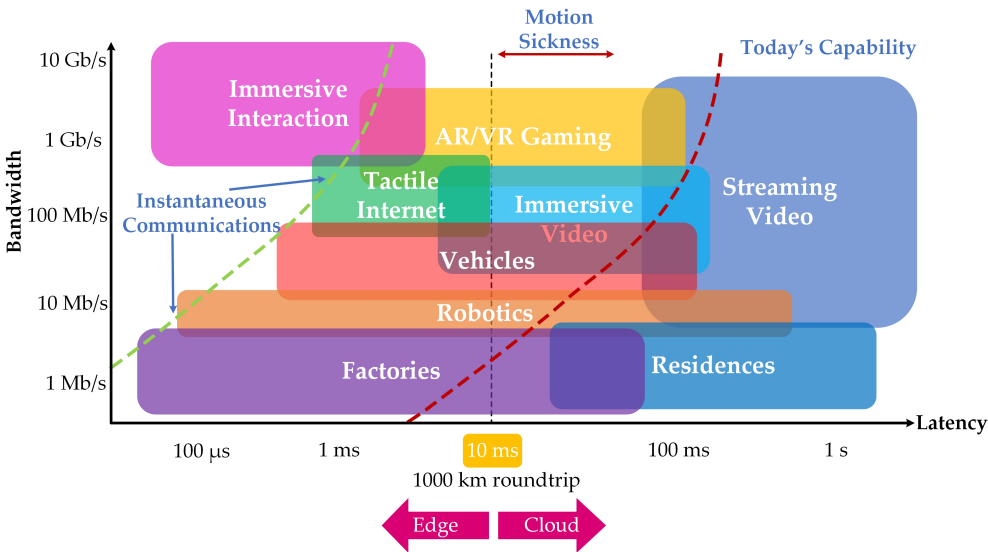 Motion
Sickness
Today's Capability
10 Gb/s
Immersive
Interaction
1 Gb/s
AR/VR Gaming
Bandwidth
Tactile
Internet
Streaming
Video
Instantaneous
Communications
100 Mb/s
Immersive
Video
Vehicles
10 Mb/s
Robotics
Factories
Residences
1 Mb/s
Latency
100 μs
1 ms
10 ms
100 ms
1 s
1000 km roundtrip
Edge
Cloud